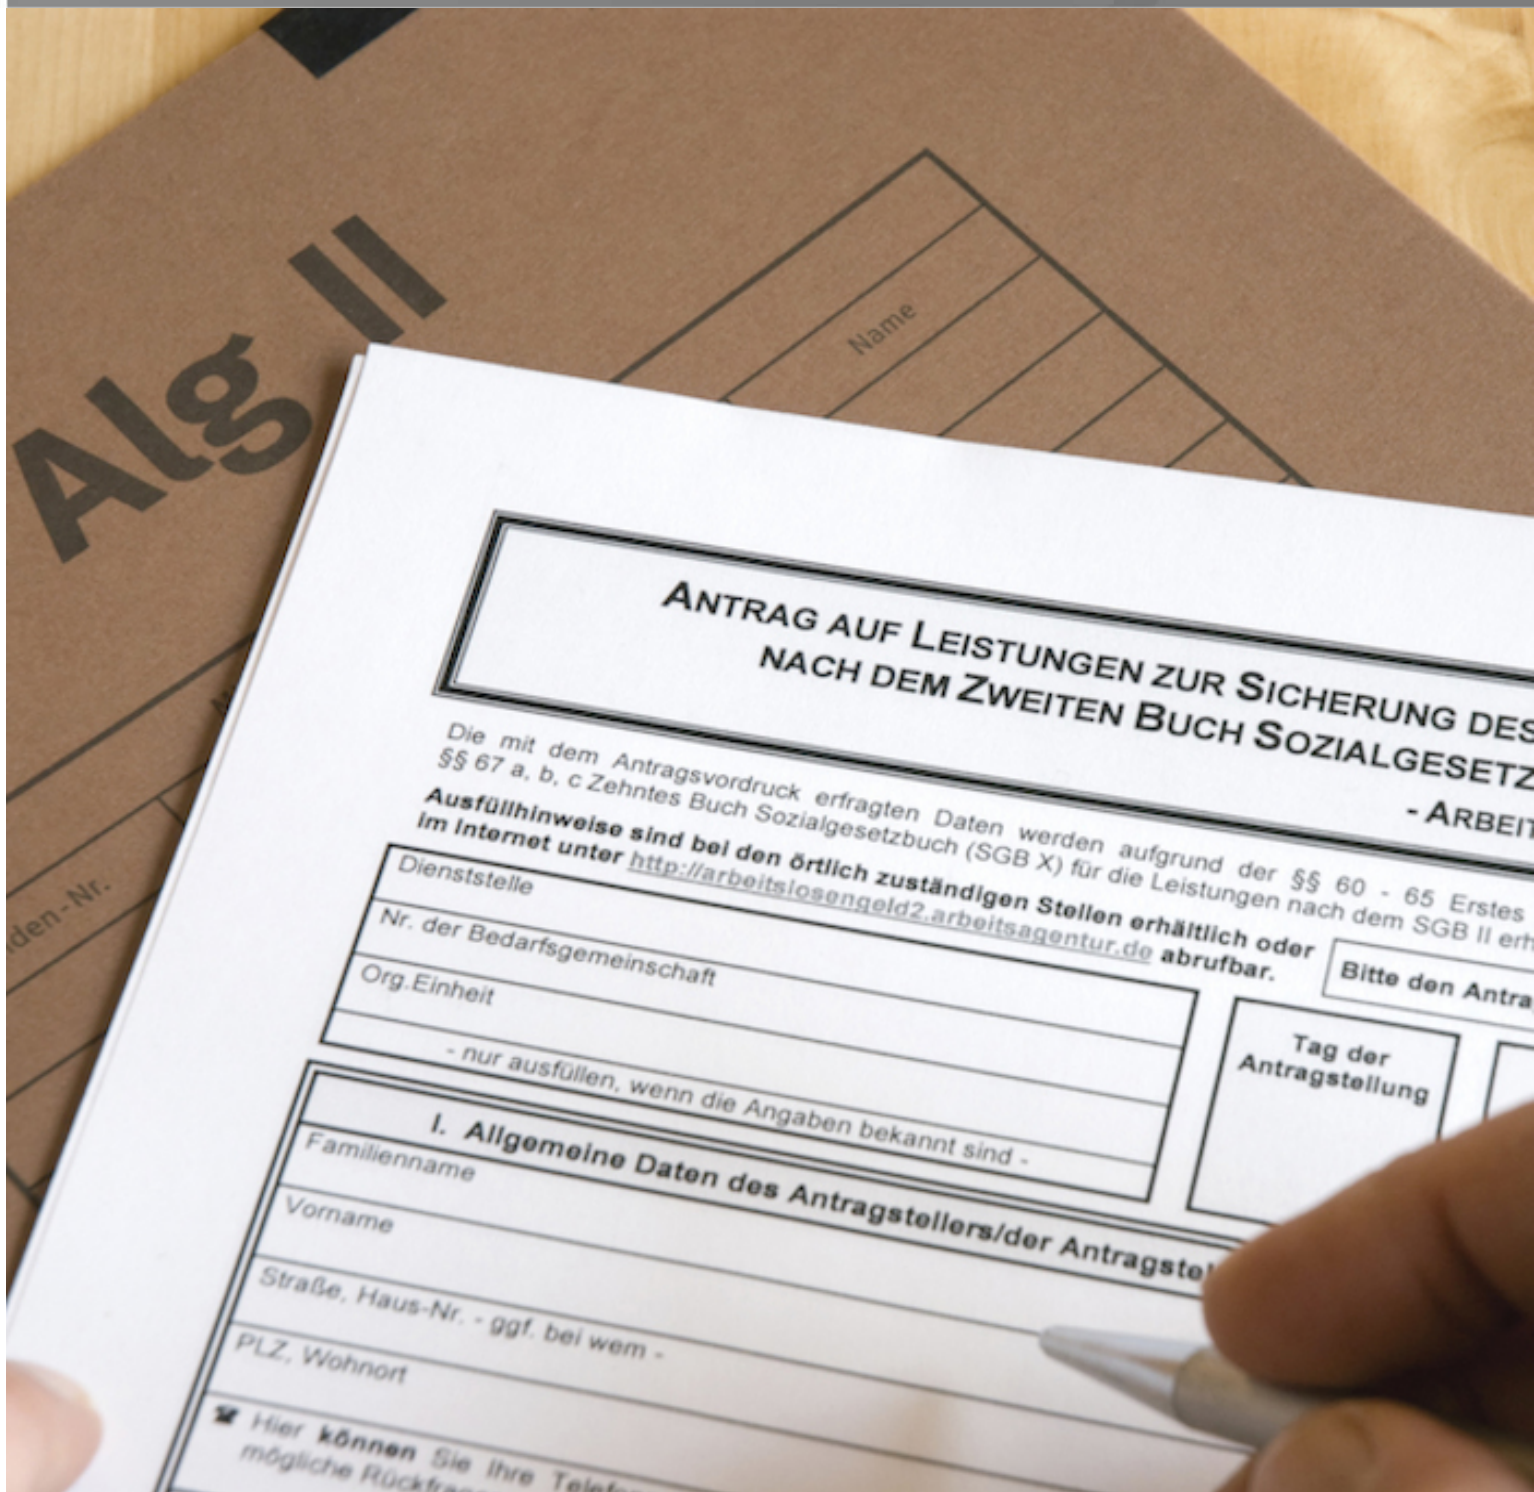 Alg II
Name
ANTRAG AUF LEISTUNGEN ZUR SICHERUNG DES
NACH DEM ZWEITEN BUCH SOZIALGESETZ
- ARBEIT
Die mit dem Antragsvordruck erfragten Daten werden aufgrund der §§ 60 - 65 Erstes
§§ 67 a, b, c Zehntes Buch Sozialgesetzbuch (SGB X) für die Leistungen nach dem SGB II erh
Ausfüllhinweise sind bei den örtlich zuständigen Stellen erhältlich oder
im Internet unter http://arbeitslosengeld2.arbeitsagentur.de abrufbar.
Bitte den Antra
Dienststelle
Nr. der Bedarfsgemeinschaft
Org.Einheit
- nur ausfüllen, wenn die Angaben bekannt sind -
Tag der
Antragstellung
den-Nr.
I. Allgemeine Daten des Antragstellers/der Antragstel
Familienname
Vorname
Straße, Haus-Nr. - ggf. bei wem -
PLZ, Wohnort
☎ Hier können Sie Ihre Telefo
mögliche Rückfrag